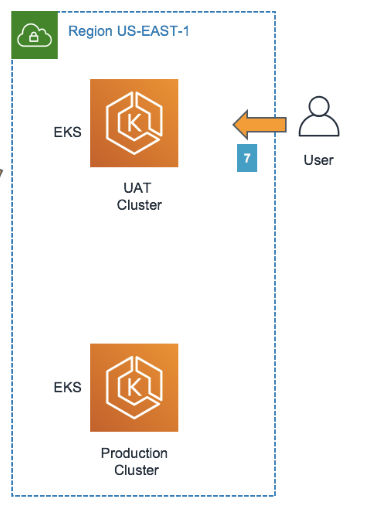 Region US-EAST-1
EKS
K
UAT
Cluster
7
User
EKS
K
Production
Cluster